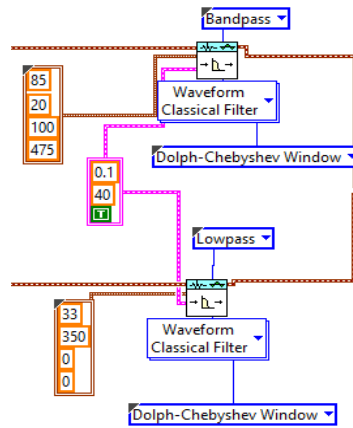 Bandpass
85
20
100
475
Waveform
Classical Filter
Dolph-Chebyshev Window
0.1
40
T
Lowpass
33
350
0
0
Waveform
Classical Filter
Dolph-Chebyshev Window